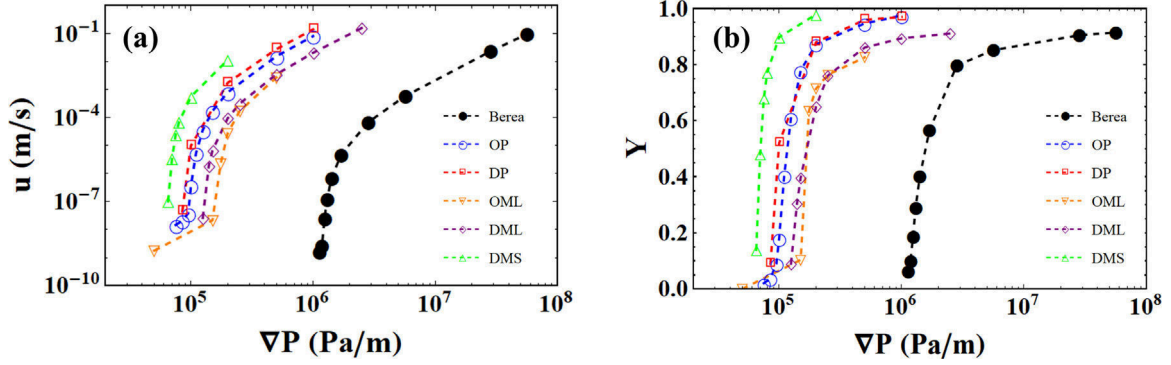 (a)
u (m/s)
10^-1
10^-4
10^-7
10^-10
10^5
10^6
10^7
10^8
∇P (Pa/m)
Berea
OP
DP
OML
DML
DMS
(b)
Y
1.0
0.8
0.6
0.4
0.2
0.0
10^5
10^6
10^7
10^8
∇P (Pa/m)
Berea
OP
DP
OML
DML
DMS